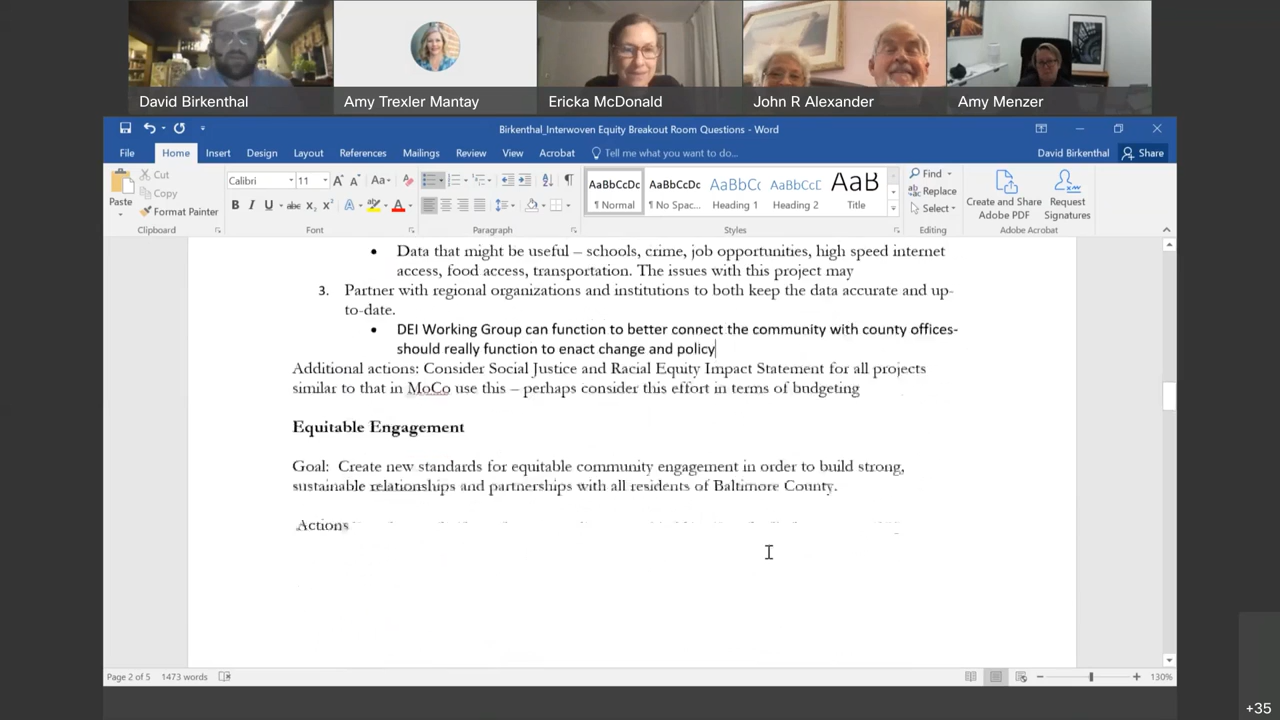 David Birkenthal
Amy Trexler Mantay
Ericka McDonald
John R Alexander
Amy Menzer
Birkenthal_Interwoven Equity Breakout Room Questions - Word
File Home Insert Design Layout References Mailings Review View Acrobat Tell me what you want to do...
David Birkenthal Share
Paste
Cut
Copy
Format Painter
Calibri 11
AaBbCcDc AaBbCcDc AaBbCc AaBbCcD AaB
¶ Normal ¶ No Spac... Heading 1 Heading 2 Title
Find
Replace
Select
Create and Share Adobe PDF
Request Signatures
Clipboard Font Paragraph Styles Editing Adobe Acrobat
• Data that might be useful – schools, crime, job opportunities, high speed internet
access, food access, transportation. The issues with this project may
3. Partner with regional organizations and institutions to both keep the data accurate and up-
to-date.
• DEI Working Group can function to better connect the community with county offices-
should really function to enact change and policy
Additional actions: Consider Social Justice and Racial Equity Impact Statement for all projects
similar to that in MoCo use this – perhaps consider this effort in terms of budgeting
Equitable Engagement
Goal: Create new standards for equitable community engagement in order to build strong,
sustainable relationships and partnerships with all residents of Baltimore County.
Actions
Page 2 of 5 1473 words
130%
+35